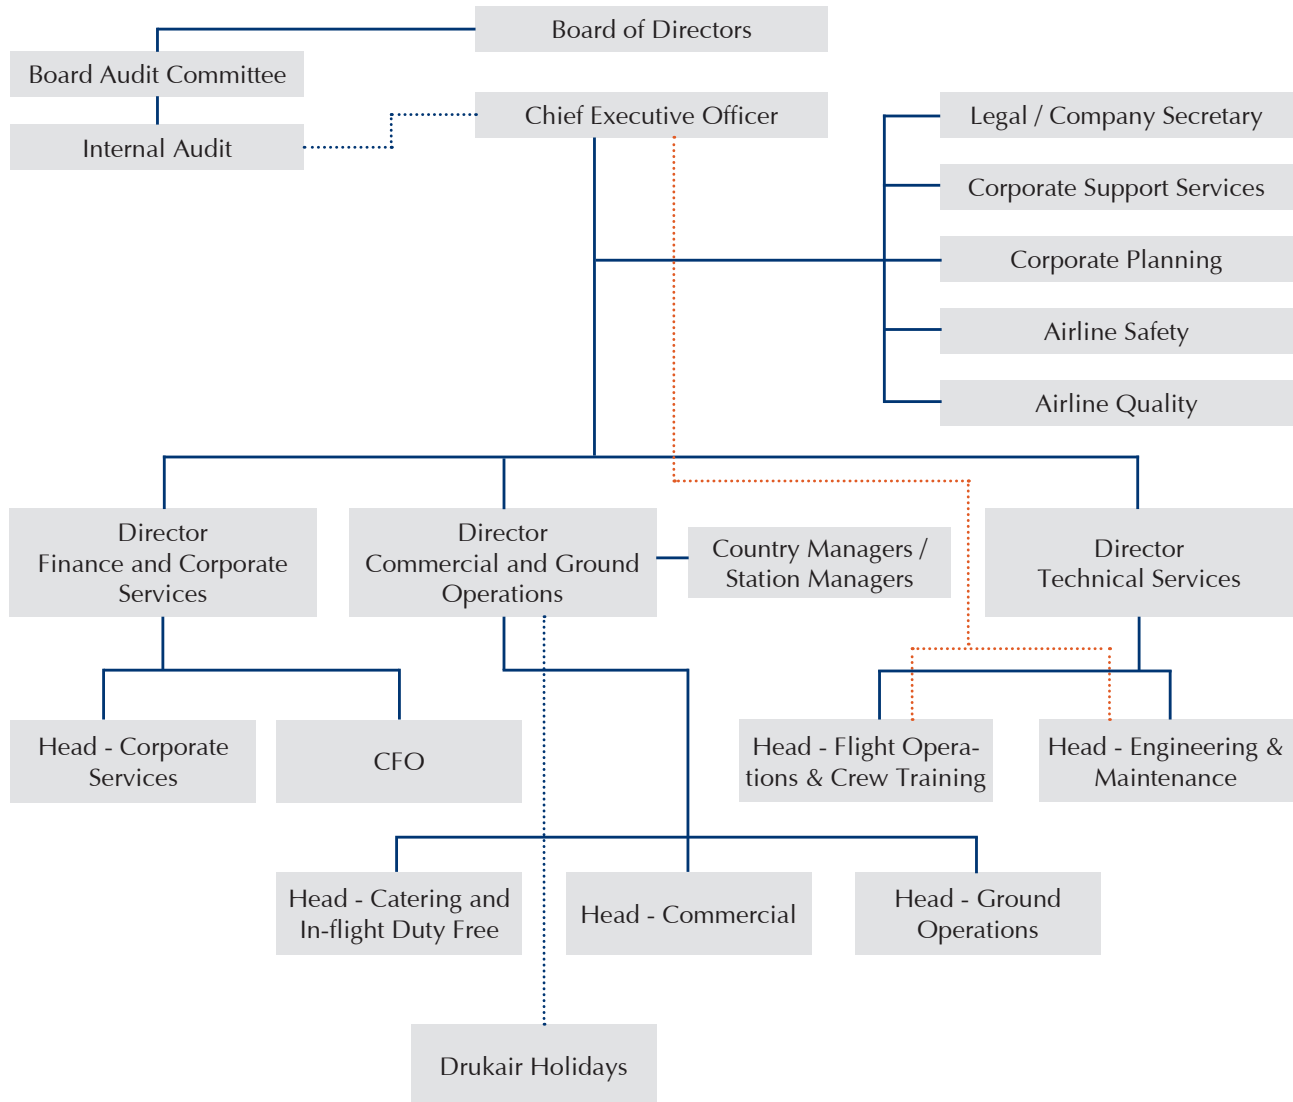 Board of Directors
Board Audit Committee
Internal Audit
Chief Executive Officer
Legal / Company Secretary
Corporate Support Services
Corporate Planning
Airline Safety
Airline Quality
Director
Finance and Corporate
Services
Director
Commercial and Ground
Operations
Country Managers /
Station Managers
Director
Technical Services
Head - Corporate
Services
CFO
Head - Flight Opera-
tions & Crew Training
Head - Engineering &
Maintenance
Head - Catering and
In-flight Duty Free
Head - Commercial
Head - Ground
Operations
Drukair Holidays